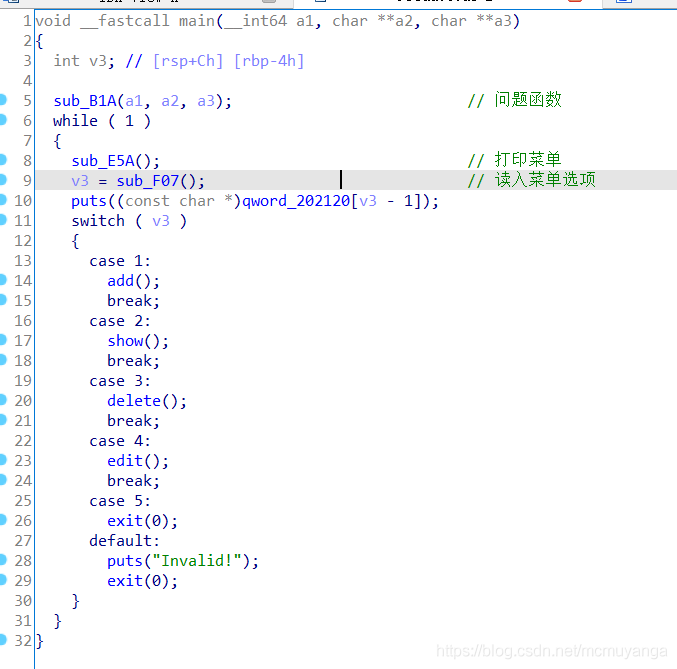 1 void __fastcall main(__int64 a1, char **a2, char **a3)
2 {
3   int v3; // [rsp+Ch] [rbp-4h]
4
5   sub_B1A(a1, a2, a3);                          // 问题函数
6   while ( 1 )
7   {
8     sub_E5A();                                  // 打印菜单
9     v3 = sub_F07();                             // 读入菜单选项
10     puts((const char *)qword_202120[v3 - 1]);
11     switch ( v3 )
12     {
13       case 1:
14         add();
15         break;
16       case 2:
17         show();
18         break;
19       case 3:
20         delete();
21         break;
22       case 4:
23         edit();
24         break;
25       case 5:
26         exit(0);
27       default:
28         puts("Invalid!");
29         exit(0);
30     }
31   }
32 }
https://blog.csdn.net/mcmuyanga